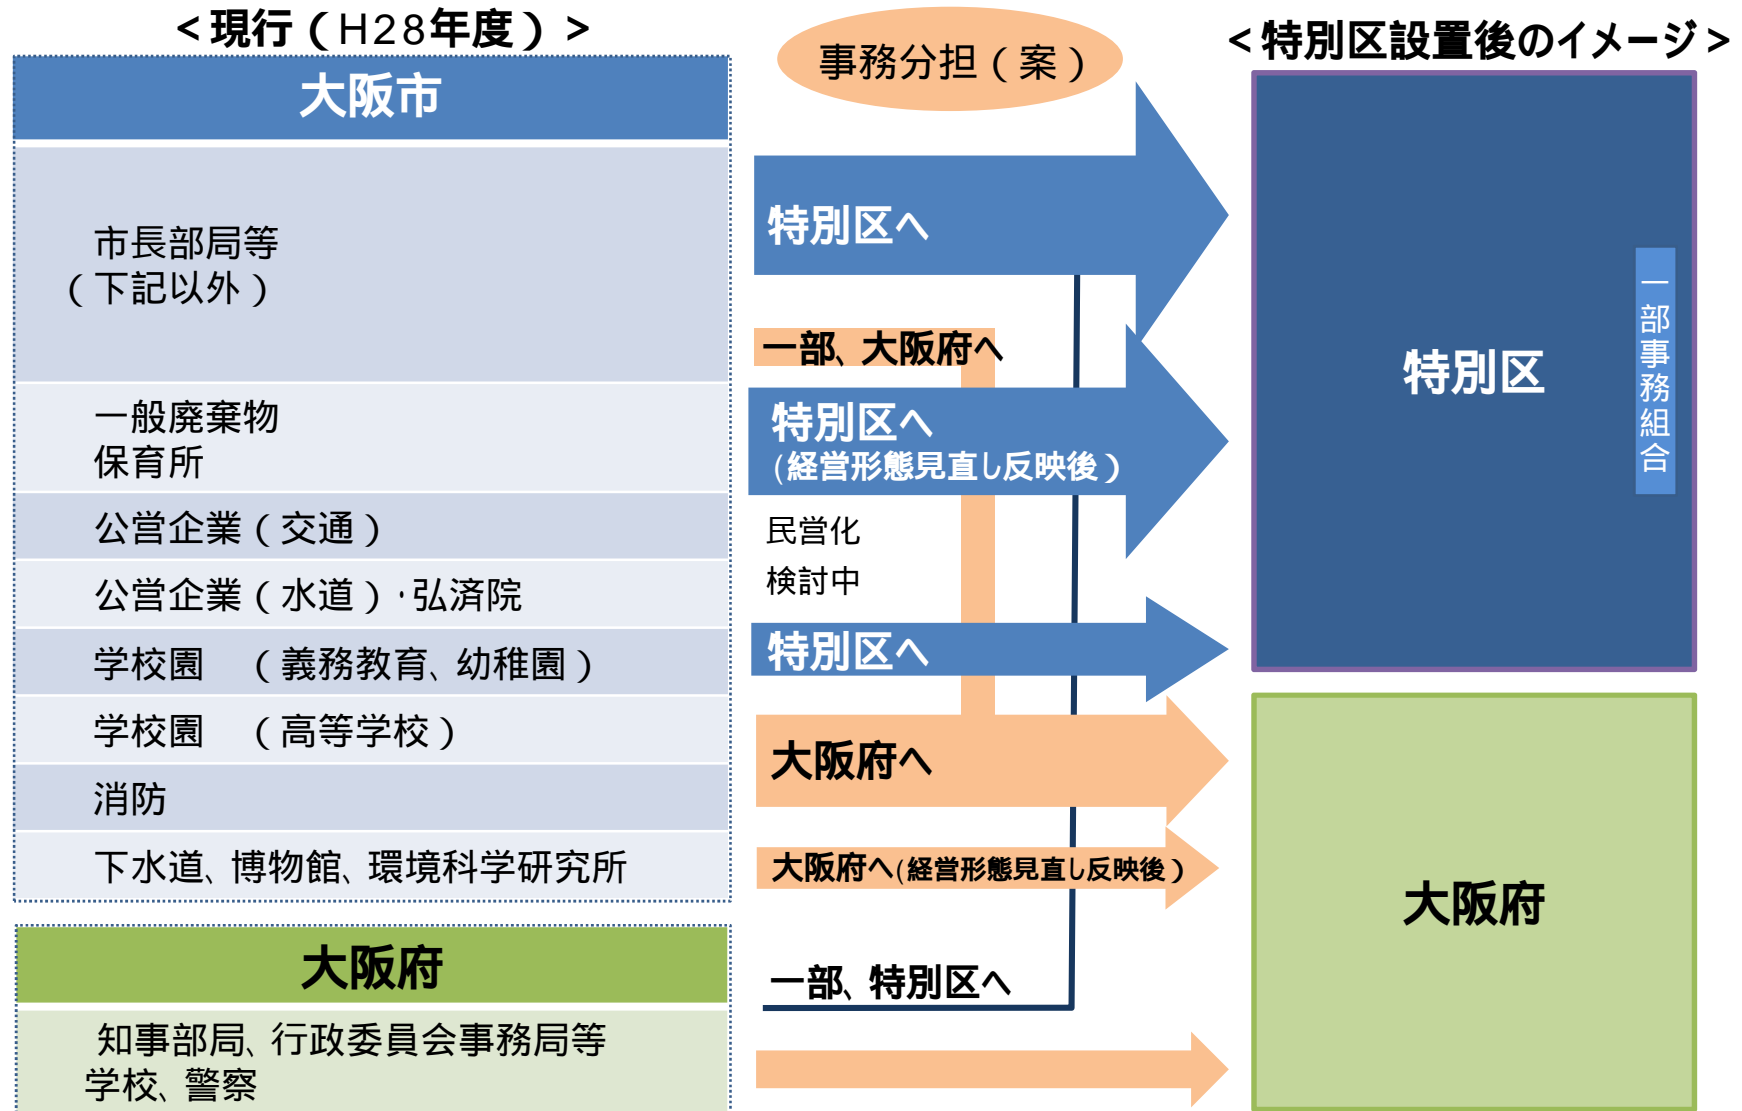 <現行（H28年度）>
事務分担（案）
<特別区設置後のイメージ>
大阪市
市長部局等
（下記以外）
一般廃棄物
保育所
公営企業（交通）
公営企業（水道）・弘済院
学校園　（義務教育、幼稚園）
学校園　（高等学校）
消防
下水道、博物館、環境科学研究所
大阪府
知事部局、行政委員会事務局等
学校、警察
特別区へ
一部、大阪府へ
特別区へ
(経営形態見直し反映後）
民営化
検討中
特別区へ
大阪府へ
大阪府へ(経営形態見直し反映後）
一部、特別区へ
特別区
一部事務組合
大阪府